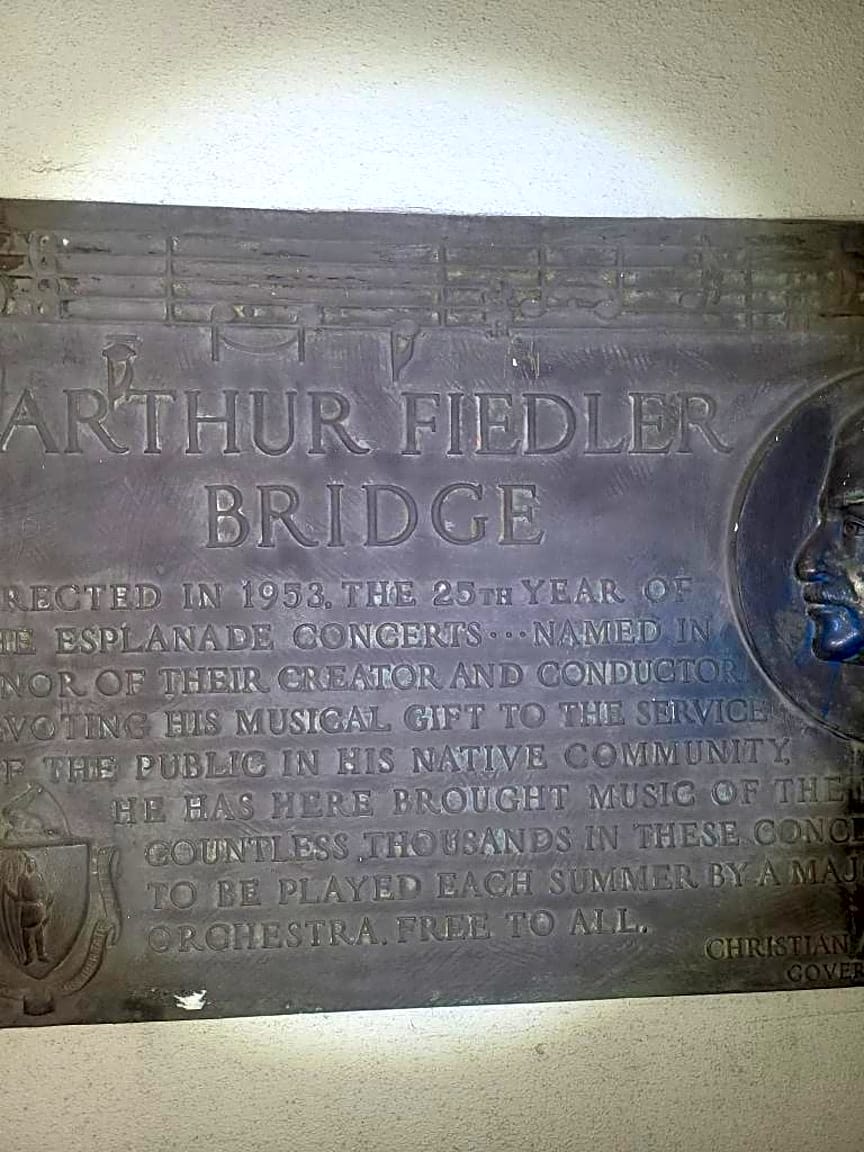 ARTHUR FIEDLER
BRIDGE
RECTED IN 1953, THE 25TH YEAR OF
HE ESPLANADE CONCERTS···NAMED IN
NOR OF THEIR CREATOR AND CONDUCTOR
VOTING HIS MUSICAL GIFT TO THE SERVICE
F THE PUBLIC IN HIS NATIVE COMMUNITY,
HE HAS HERE BROUGHT MUSIC OF THE
COUNTLESS THOUSANDS IN THESE CONCE
TO BE PLAYED EACH SUMMER BY A MAJ
ORCHESTRA, FREE TO ALL.
CHRISTIAN
GOVER